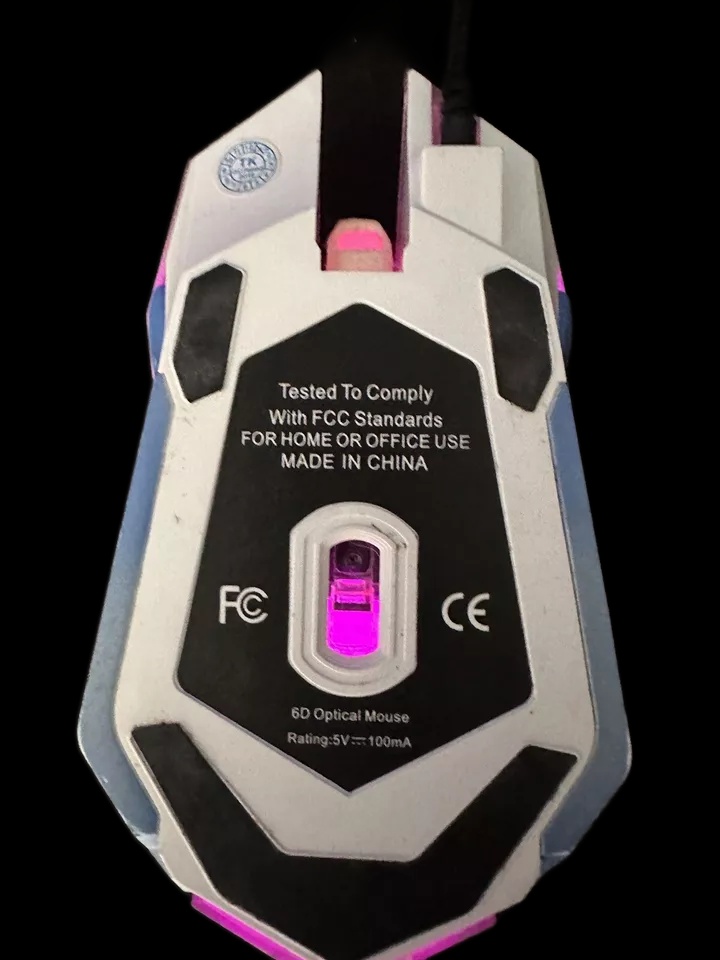 TK
Tested To Comply
With FCC Standards
FOR HOME OR OFFICE USE
MADE IN CHINA
FC CE
6D Optical Mouse
Rating:5V⎓100mA